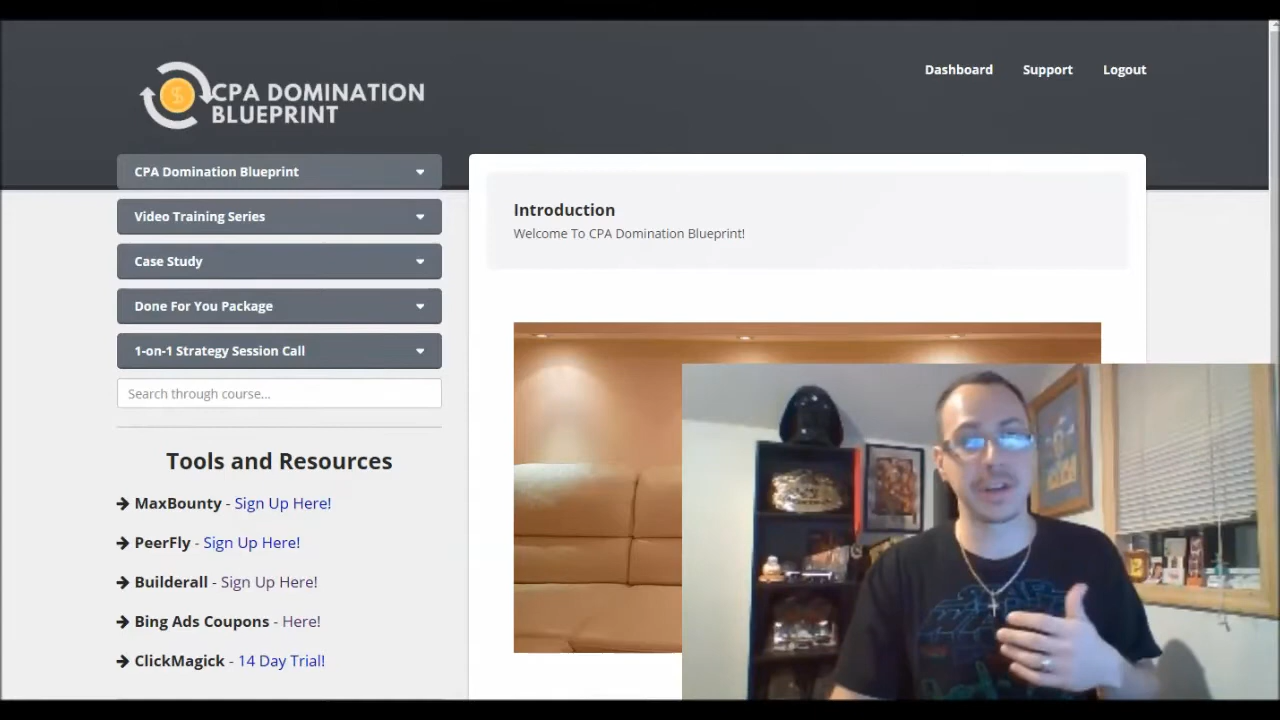 Dashboard
Support
Logout
CPA DOMINATION
BLUEPRINT
CPA Domination Blueprint
Video Training Series
Case Study
Done For You Package
1-on-1 Strategy Session Call
Search through course...
Tools and Resources
MaxBounty - Sign Up Here!
PeerFly - Sign Up Here!
Builderall - Sign Up Here!
Bing Ads Coupons - Here!
ClickMagick - 14 Day Trial!
Introduction
Welcome To CPA Domination Blueprint!